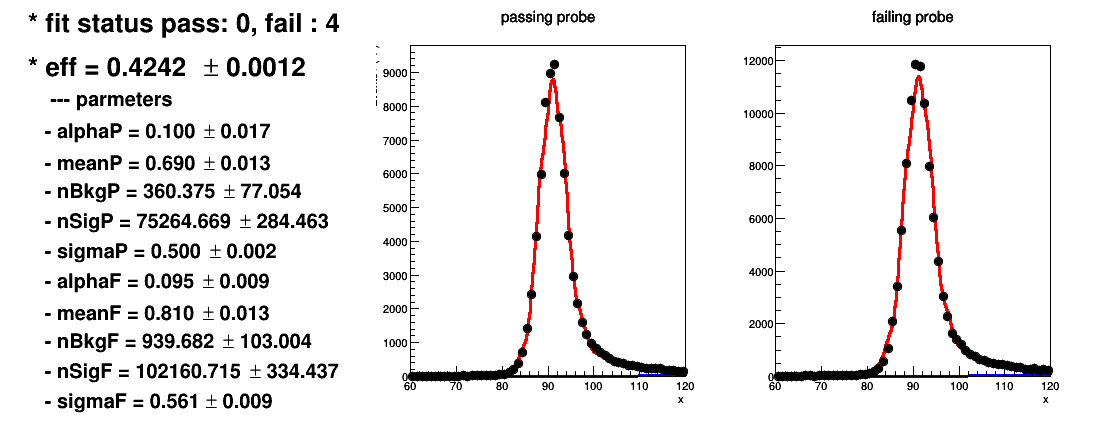 * fit status pass: 0, fail : 4
* eff = 0.4242 ± 0.0012
--- parmeters
- alphaP = 0.100 ± 0.017
- meanP = 0.690 ± 0.013
- nBkgP = 360.375 ± 77.054
- nSigP = 75264.669 ± 284.463
- sigmaP = 0.500 ± 0.002
- alphaF = 0.095 ± 0.009
- meanF = 0.810 ± 0.013
- nBkgF = 939.682 ± 103.004
- nSigF = 102160.715 ± 334.437
- sigmaF = 0.561 ± 0.009
passing probe
9000
8000
7000
6000
5000
4000
3000
2000
1000
0
60 70 80 90 100 110 120
x
failing probe
12000
10000
8000
6000
4000
2000
0
60 70 80 90 100 110 120
x